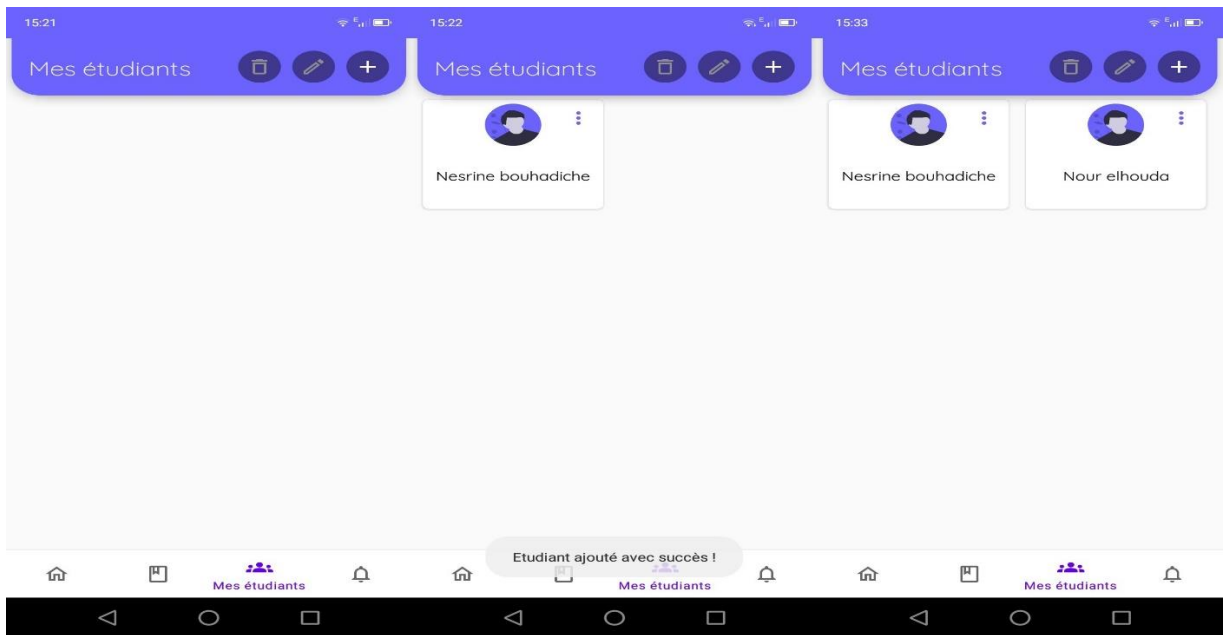 15:21
E
Mes étudiants
Mes étudiants
15:22
E
Mes étudiants
Nesrine bouhadiche
Etudiant ajouté avec succès !
Mes étudiants
15:33
E
Mes étudiants
Nesrine bouhadiche
Nour elhouda
Mes étudiants